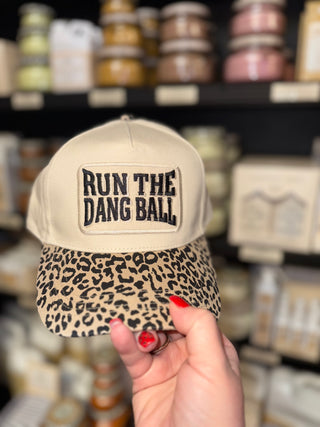 RUN THE
DANG BALL